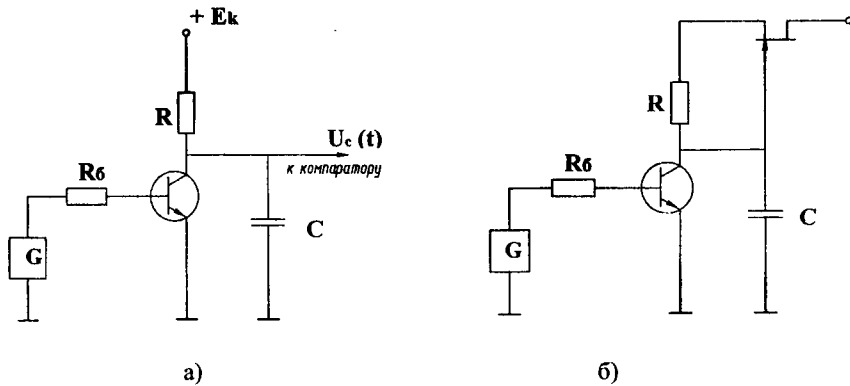 + Ek
R
Uc (t)
к компаратору
Rб
G
C
R
Rб
G
C
а)
б)